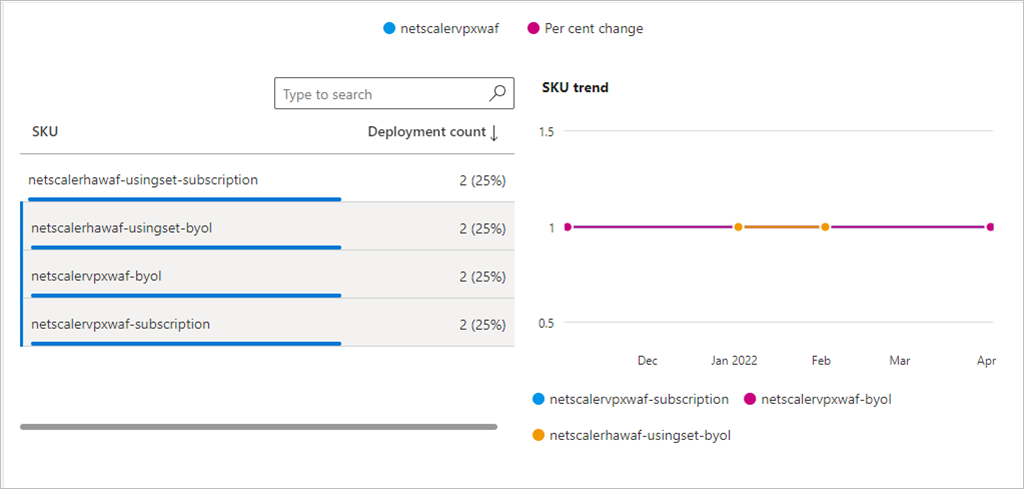 netscalervpxwaf Per cent change
Type to search
SKU Deployment count
netscalerhawaf-usingset-subscription 2 (25%)
netscalerhawaf-usingset-byol 2 (25%)
netscalervpxwaf-byol 2 (25%)
netscalervpxwaf-subscription 2 (25%)
SKU trend
1.5
1
0.5
Dec Jan 2022 Feb Mar Apr
netscalervpxwaf-subscription netscalervpxwaf-byol
netscalerhawaf-usingset-byol